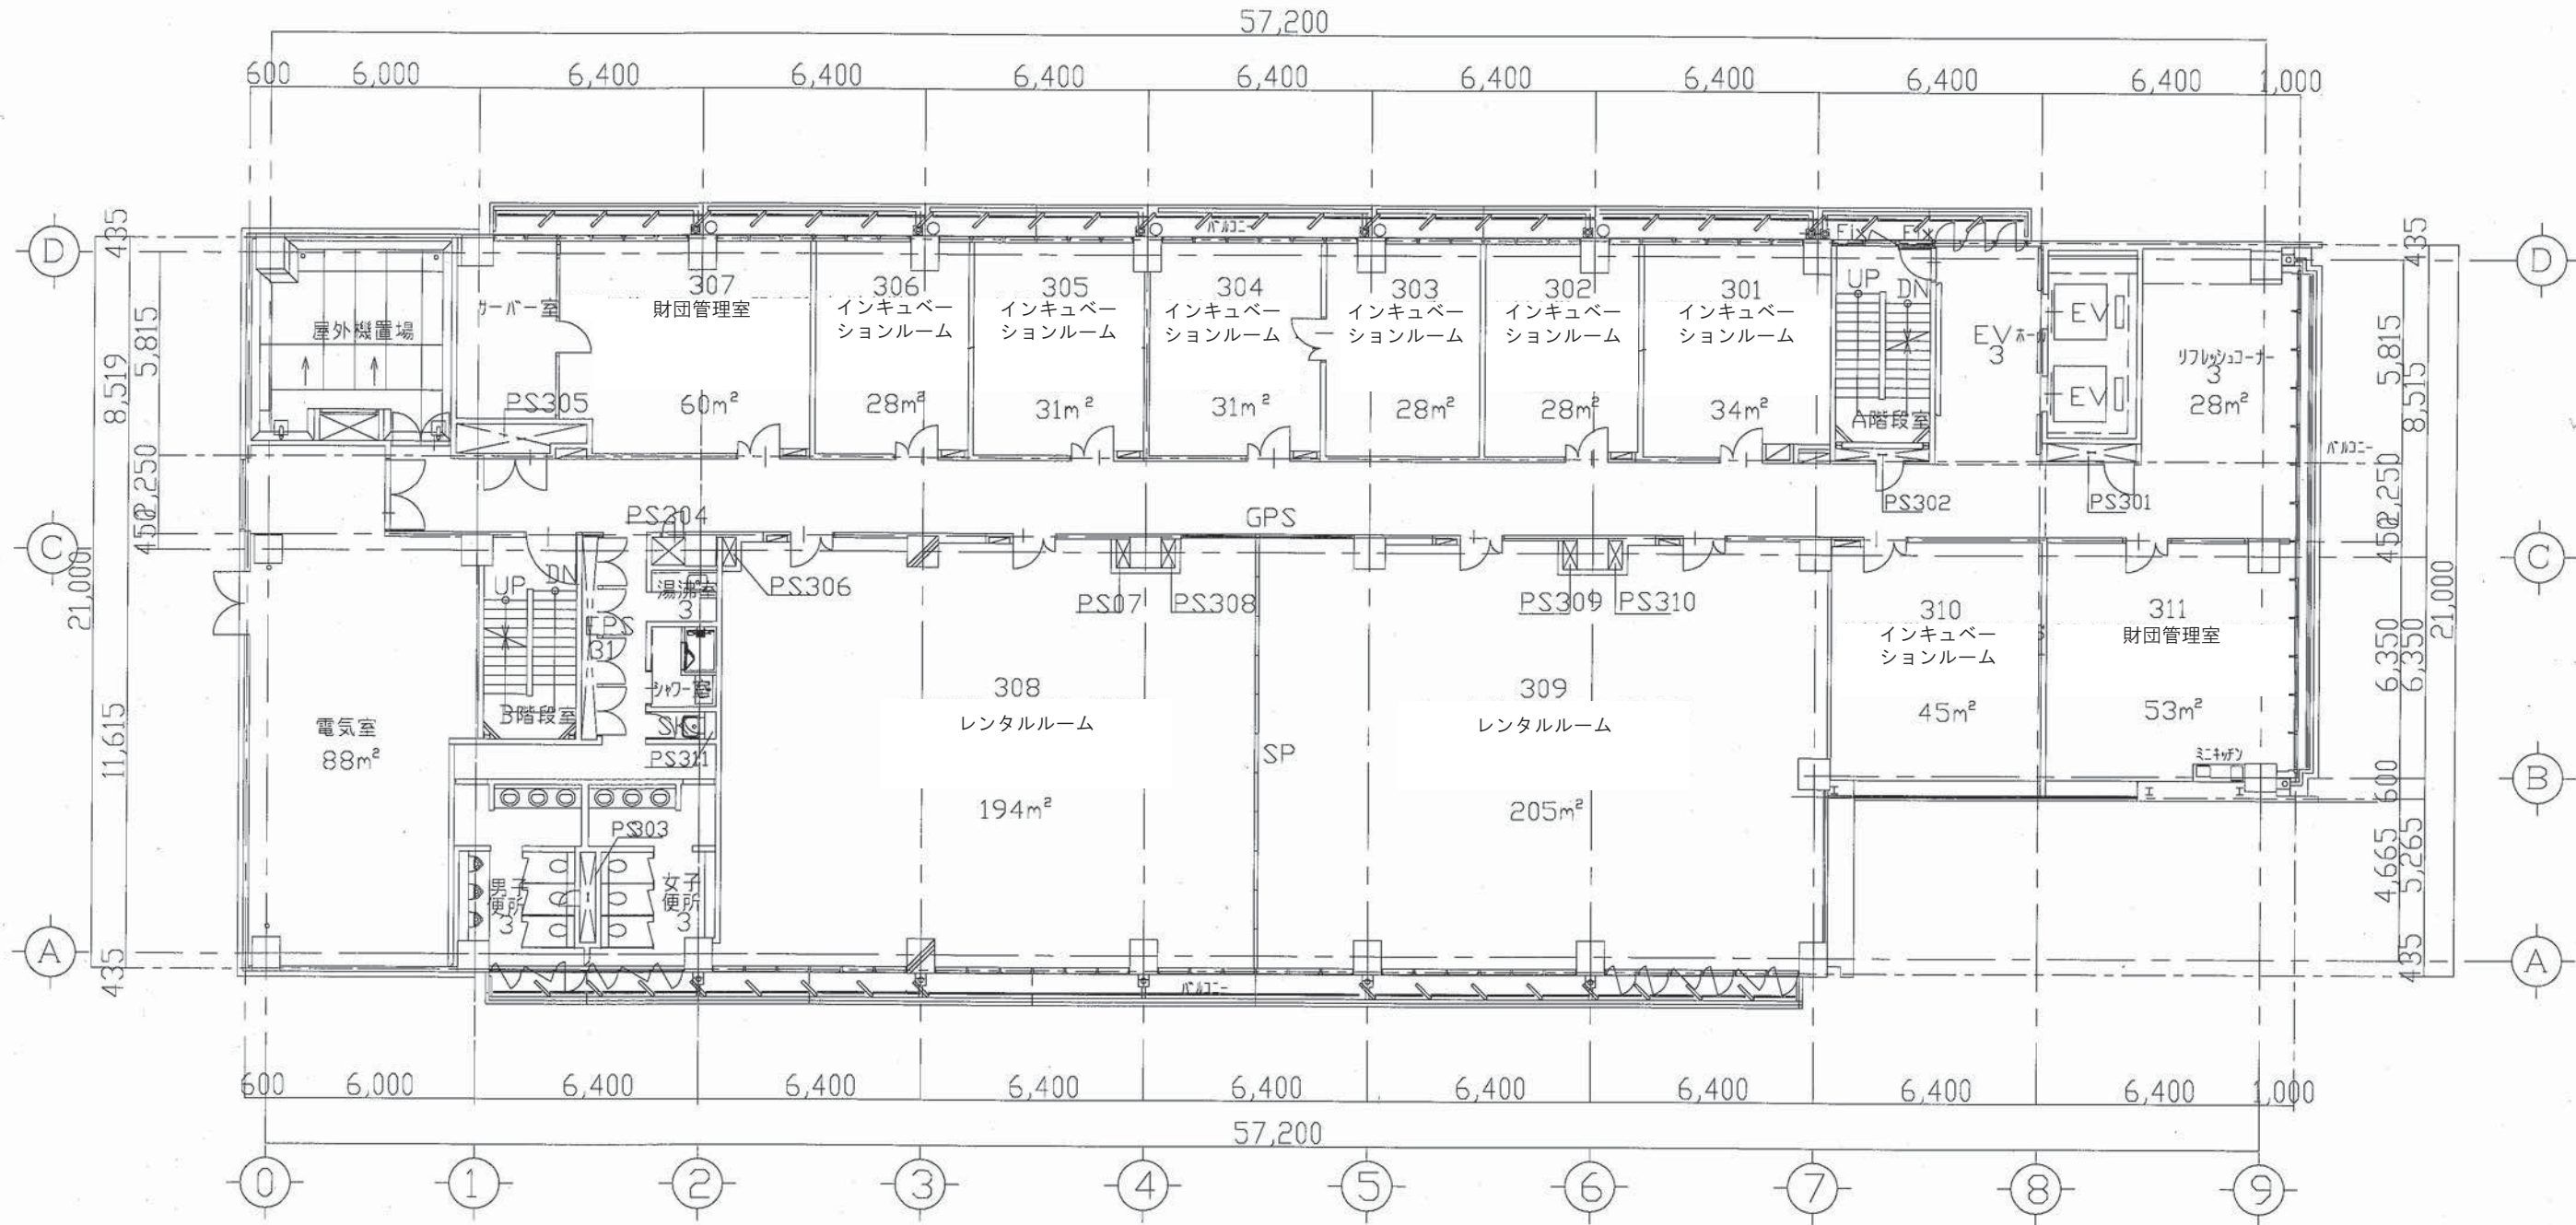 57,200
600 6,000 6,400 6,400 6,400 6,400 6,400 6,400 6,400 6,400 1,000
435
435
D
D
バルコニー
Fix Fix
307
財団管理室
306
インキュベー
ションルーム
305
インキュベー
ションルーム
304
インキュベー
ションルーム
303
インキュベー
ションルーム
302
インキュベー
ションルーム
301
インキュベー
ションルーム
UP DN
EVホール
3
EV
EV
リフレッシュコーナー
3
28m²
サーバー室
屋外機置場
5,815
8,519
5,815
8,515
PS305
60m²
28m²
31m²
31m²
28m²
28m²
34m²
A階段室
バルコニー
2,250
450
2,250
450
PS304
GPS
PS302
PS301
C
C
21,000
21,000
UP DN
湯沸室
3
PS306
PS07
PS308
PS309
PS310
EPS
31
310
インキュベー
ションルーム
311
財団管理室
6,350
6,350
シャワー室
308
レンタルルーム
309
レンタルルーム
45m²
53m²
B階段室
SK
電気室
88m²
11,615
PS311
SP
ミニキッチン
B
600
194m²
205m²
PS303
4,665
5,265
男子
便所
3
女子
便所
3
A
A
435
435
バルコニー
600 6,000 6,400 6,400 6,400 6,400 6,400 6,400 6,400 6,400 1,000
57,200
0 1 2 3 4 5 6 7 8 9